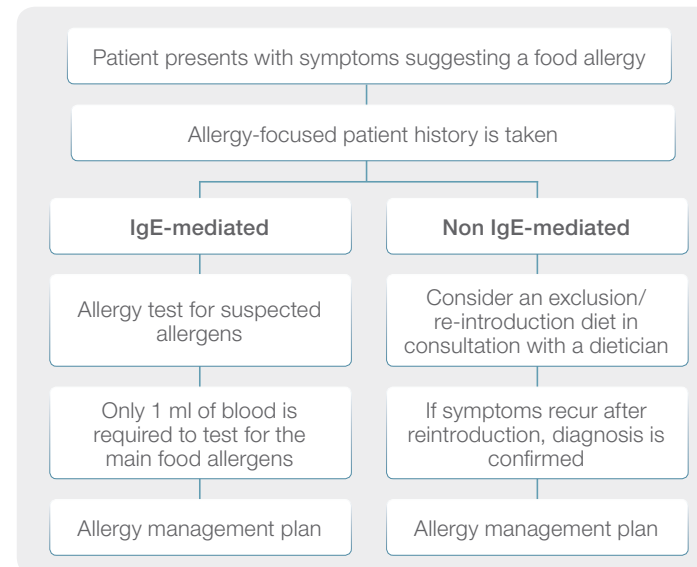 Patient presents with symptoms suggesting a food allergy
Allergy-focused patient history is taken
IgE-mediated
Allergy test for suspected
allergens
Only 1 ml of blood is
required to test for the
main food allergens
Allergy management plan
Non IgE-mediated
Consider an exclusion/
re-introduction diet in
consultation with a dietician
If symptoms recur after
reintroduction, diagnosis is
confirmed
Allergy management plan